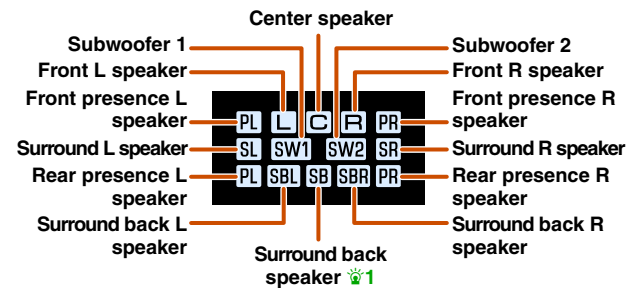 Center speaker
Subwoofer 1
Subwoofer 2
Front L speaker
Front R speaker
Front presence L
speaker
Front presence R
speaker
PL L C R PR
Surround L speaker
SL SW1 SW2 SR
Surround R speaker
Rear presence L
speaker
PL SBL SB SBR PR
Rear presence R
speaker
Surround back L
speaker
Surround back R
speaker
Surround back
speaker 1